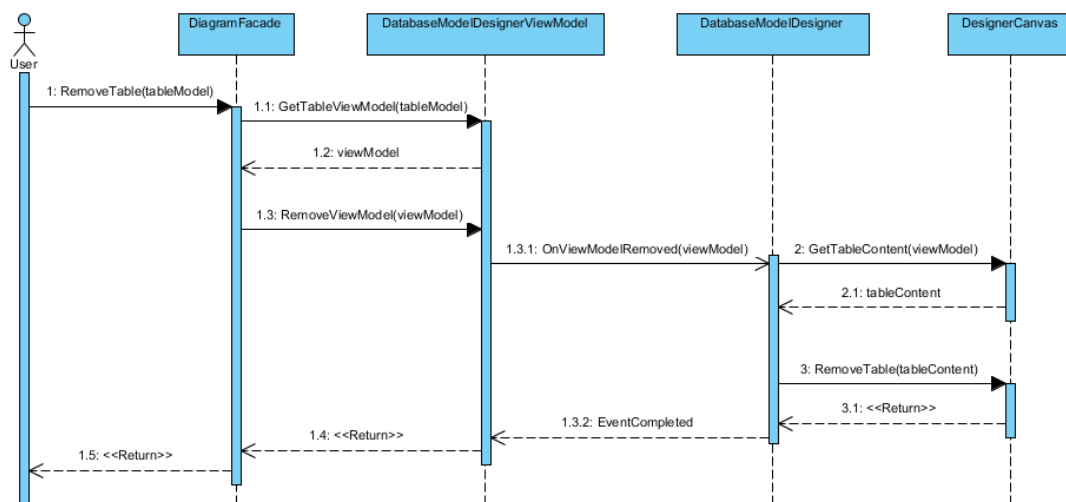 DiagramFacade
DatabaseModelDesignerViewModel
DatabaseModelDesigner
DesignerCanvas
User
1: RemoveTable(tableModel)
1.1: GetTableViewModel(tableModel)
1.2: viewModel
1.3: RemoveViewModel(viewModel)
1.3.1: OnViewModelRemoved(viewModel)
2: GetTableContent(viewModel)
2.1: tableContent
3: RemoveTable(tableContent)
3.1: <<Return>>
1.3.2: EventCompleted
1.4: <<Return>>
1.5: <<Return>>